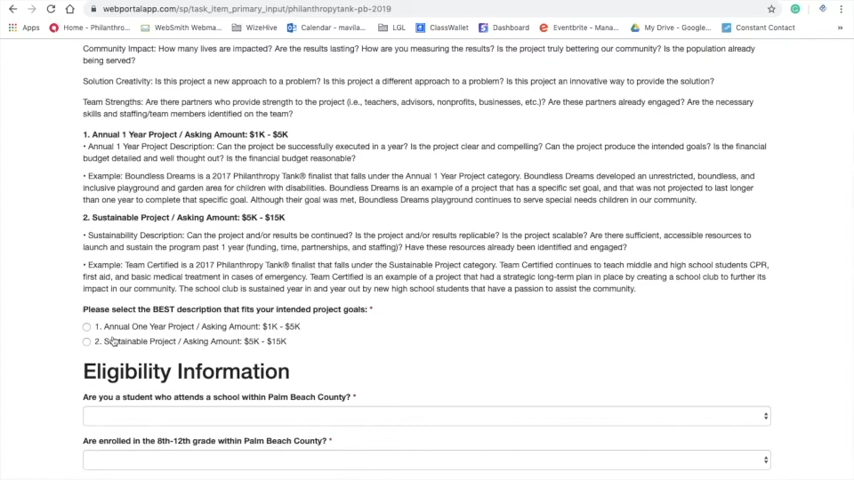 webportalapp.com/sp/task_item_primary_input/philanthropytank-pb-2019
Apps Home - Philanthro... WebSmith Webma... WizeHive Calendar - mavila... LGL ClassWallet Dashboard Eventbrite - Mana... My Drive - Google... Constant Contact »
Community Impact: How many lives are impacted? Are the results lasting? How are you measuring the results? Is the project truly bettering our community? Is the population already
being served?
Solution Creativity: Is this project a new approach to a problem? Is this project a different approach to a problem? Is this project an innovative way to provide the solution?
Team Strengths: Are there partners who provide strength to the project (i.e., teachers, advisors, nonprofits, businesses, etc.)? Are these partners already engaged? Are the necessary
skills and staffing/team members identified on the team?
1. Annual 1 Year Project / Asking Amount: $1K - $5K
• Annual 1 Year Project Description: Can the project be successfully executed in a year? Is the project clear and compelling? Can the project produce the intended goals? Is the financial
budget detailed and well thought out? Is the financial budget reasonable?
• Example: Boundless Dreams is a 2017 Philanthropy Tank® finalist that falls under the Annual 1 Year Project category. Boundless Dreams developed an unrestricted, boundless, and
inclusive playground and garden area for children with disabilities. Boundless Dreams is an example of a project that has a specific set goal, and that was not projected to last longer
than one year to complete that specific goal. Although their goal was met, Boundless Dreams playground continues to serve special needs children in our community.
2. Sustainable Project / Asking Amount: $5K - $15K
• Sustainability Description: Can the project and/or results be continued? Is the project and/or results replicable? Is the project scalable? Are there sufficient, accessible resources to
launch and sustain the program past 1 year (funding, time, partnerships, and staffing)? Have these resources already been identified and engaged?
• Example: Team Certified is a 2017 Philanthropy Tank® finalist that falls under the Sustainable Project category. Team Certified continues to teach middle and high school students CPR,
first aid, and basic medical treatment in cases of emergency. Team Certified is an example of a project that had a strategic long-term plan in place by creating a school club to further its
impact in our community. The school club is sustained year in and year out by new high school students that have a passion to assist the community.
Please select the BEST description that fits your intended project goals: *
1. Annual One Year Project / Asking Amount: $1K - $5K
2. Sustainable Project / Asking Amount: $5K - $15K
Eligibility Information
Are you a student who attends a school within Palm Beach County? *
Are enrolled in the 8th-12th grade within Palm Beach County? *